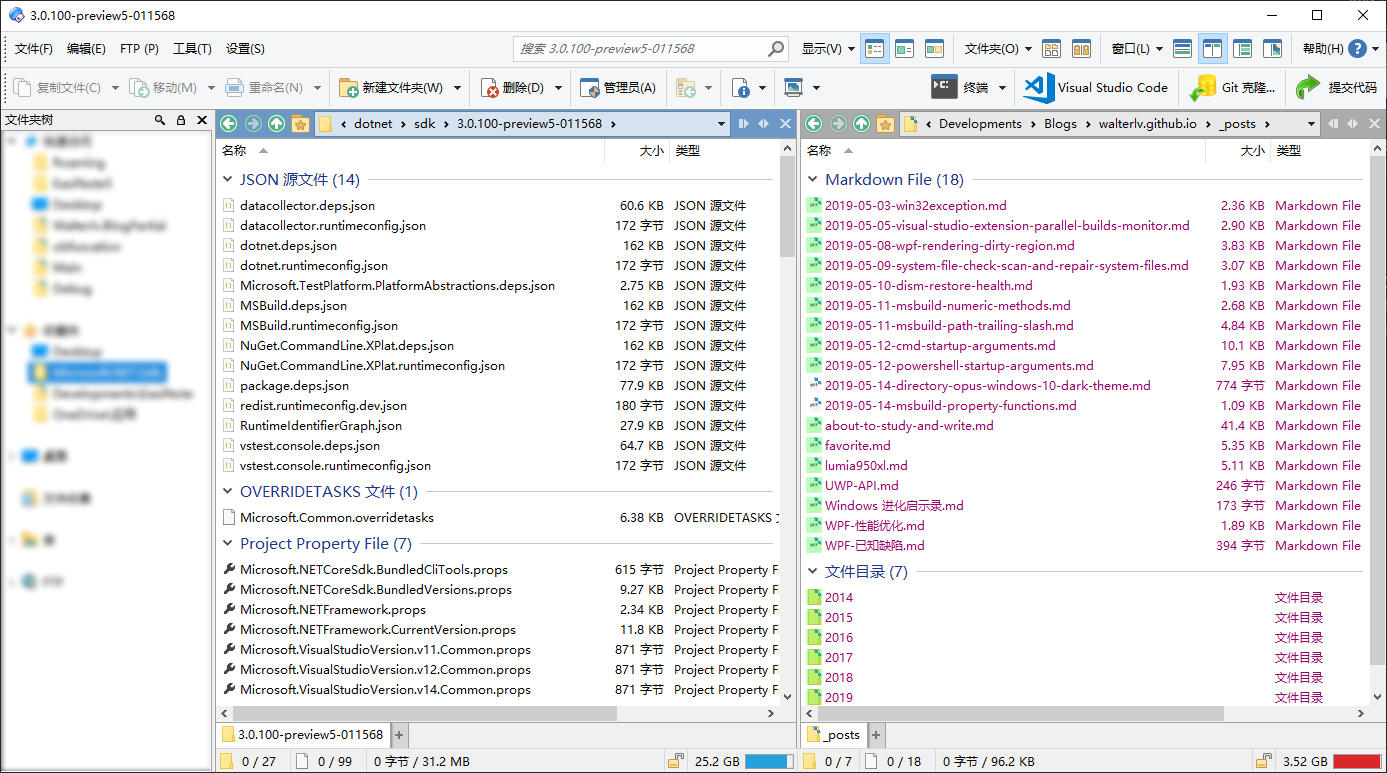 3.0.100-preview5-011568
文件(F) 编辑(E) FTP (P) 工具(T) 设置(S) 搜索 3.0.100-preview5-011568 显示(V) 文件夹(O) 窗口(L) 帮助(H)
复制文件(C) 移动(M) 重命名(N) 新建文件夹(W) 删除(D) 管理员(A) 终端 Visual Studio Code Git 克隆... 提交代码
文件夹树
Roaming
Desktop
Main
Debug
Desktop
FTP
dotnet sdk 3.0.100-preview5-011568
名称 大小 类型
JSON 源文件 (14)
datacollector.deps.json 60.6 KB JSON 源文件
datacollector.runtimeconfig.json 172 字节 JSON 源文件
dotnet.deps.json 162 KB JSON 源文件
dotnet.runtimeconfig.json 172 字节 JSON 源文件
Microsoft.TestPlatform.PlatformAbstractions.deps.json 2.75 KB JSON 源文件
MSBuild.deps.json 162 KB JSON 源文件
MSBuild.runtimeconfig.json 172 字节 JSON 源文件
NuGet.CommandLine.XPlat.deps.json 162 KB JSON 源文件
NuGet.CommandLine.XPlat.runtimeconfig.json 172 字节 JSON 源文件
package.deps.json 77.9 KB JSON 源文件
redist.runtimeconfig.dev.json 180 字节 JSON 源文件
RuntimeIdentifierGraph.json 27.9 KB JSON 源文件
vstest.console.deps.json 64.7 KB JSON 源文件
vstest.console.runtimeconfig.json 172 字节 JSON 源文件
OVERRIDETASKS 文件 (1)
Microsoft.Common.overridetasks 6.38 KB OVERRIDETASKS
Project Property File (7)
Microsoft.NETCoreSdk.BundledCliTools.props 615 字节 Project Property F
Microsoft.NETCoreSdk.BundledVersions.props 9.27 KB Project Property F
Microsoft.NETFramework.props 2.34 KB Project Property F
Microsoft.NETFramework.CurrentVersion.props 11.8 KB Project Property F
Microsoft.VisualStudioVersion.v11.Common.props 871 字节 Project Property F
Microsoft.VisualStudioVersion.v12.Common.props 871 字节 Project Property F
Microsoft.VisualStudioVersion.v14.Common.props 871 字节 Project Property F
3.0.100-preview5-011568 +
0 / 27 0 / 99 0 字节 / 31.2 MB 25.2 GB
Developments Blogs walterlv.github.io _posts
名称 大小 类型
Markdown File (18)
2019-05-03-win32exception.md 2.36 KB Markdown File
2019-05-05-visual-studio-extension-parallel-builds-monitor.md 2.90 KB Markdown File
2019-05-08-wpf-rendering-dirty-region.md 3.83 KB Markdown File
2019-05-09-system-file-check-scan-and-repair-system-files.md 3.07 KB Markdown File
2019-05-10-dism-restore-health.md 1.93 KB Markdown File
2019-05-11-msbuild-numeric-methods.md 2.68 KB Markdown File
2019-05-11-msbuild-path-trailing-slash.md 4.84 KB Markdown File
2019-05-12-cmd-startup-arguments.md 10.1 KB Markdown File
2019-05-12-powershell-startup-arguments.md 7.95 KB Markdown File
2019-05-14-directory-opus-windows-10-dark-theme.md 774 字节 Markdown File
2019-05-14-msbuild-property-functions.md 1.09 KB Markdown File
about-to-study-and-write.md 41.4 KB Markdown File
favorite.md 5.35 KB Markdown File
lumia950xl.md 5.11 KB Markdown File
UWP-API.md 246 字节 Markdown File
Windows 进化启示录.md 173 字节 Markdown File
WPF-性能优化.md 1.89 KB Markdown File
WPF-已知缺陷.md 394 字节 Markdown File
文件目录 (7)
2014 文件目录
2015 文件目录
2016 文件目录
2017 文件目录
2018 文件目录
2019 文件目录
_posts +
0 / 7 0 / 18 0 字节 / 96.2 KB 3.52 GB